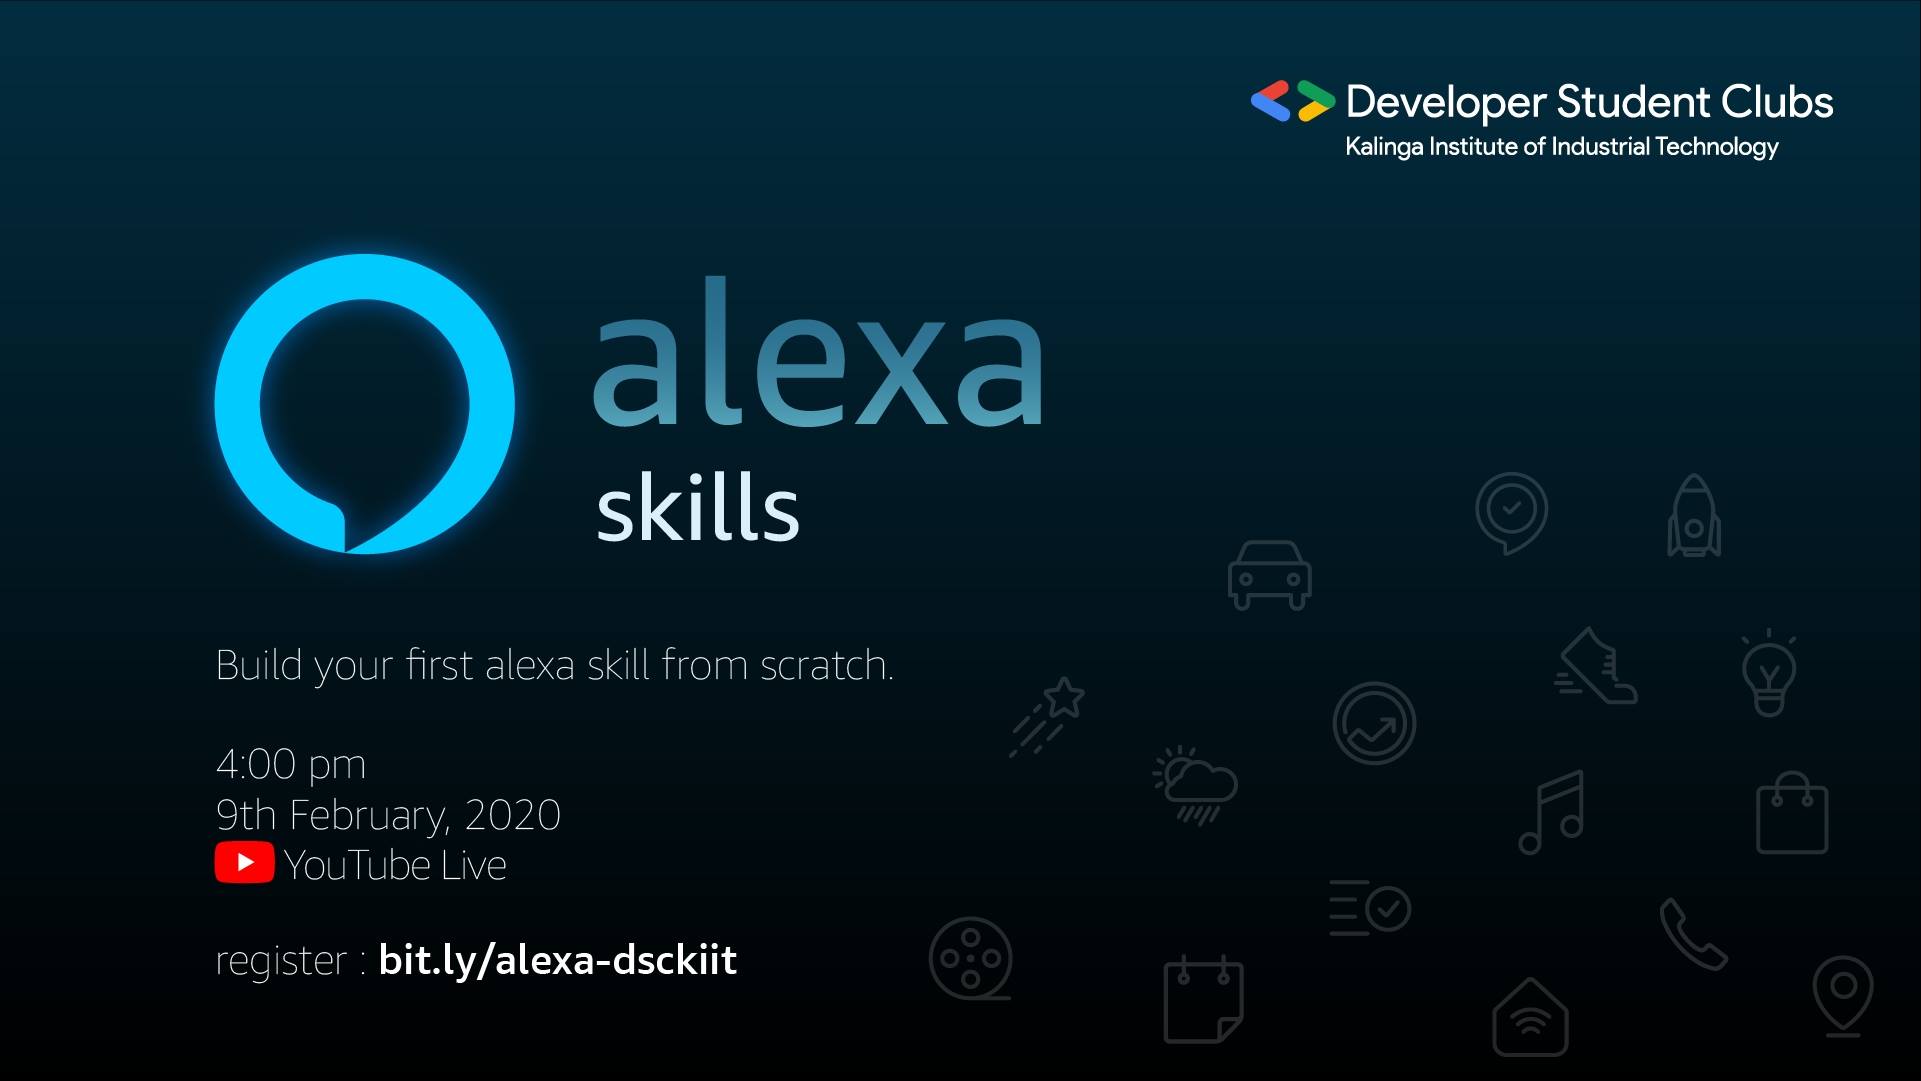 Developer Student Clubs
Kalinga Institute of Industrial Technology
alexa
skills
Build your first alexa skill from scratch.
4:00 pm
9th February, 2020
YouTube Live
register : bit.ly/alexa-dsckiit